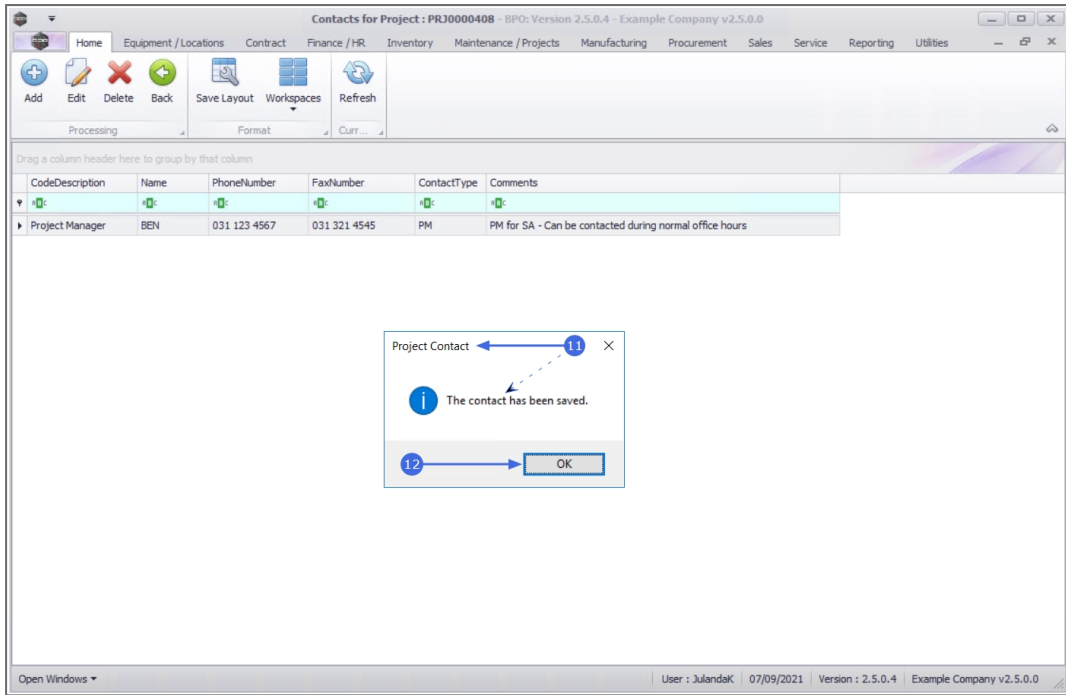 Contacts for Project : PRJ0000408 - BPO: Version 2.5.0.4 - Example Company v2.5.0.0
Home Equipment / Locations Contract Finance / HR Inventory Maintenance / Projects Manufacturing Procurement Sales Service Reporting Utilities
Add Edit Delete Back Save Layout Workspaces Refresh
Processing Format Curr...
Drag a column header here to group by that column
CodeDescription Name PhoneNumber FaxNumber ContactType Comments
Project Manager BEN 031 123 4567 031 321 4545 PM PM for SA - Can be contacted during normal office hours
Project Contact 11
The contact has been saved.
12 OK
Open Windows User : JulandaK 07/09/2021 Version : 2.5.0.4 Example Company v2.5.0.0